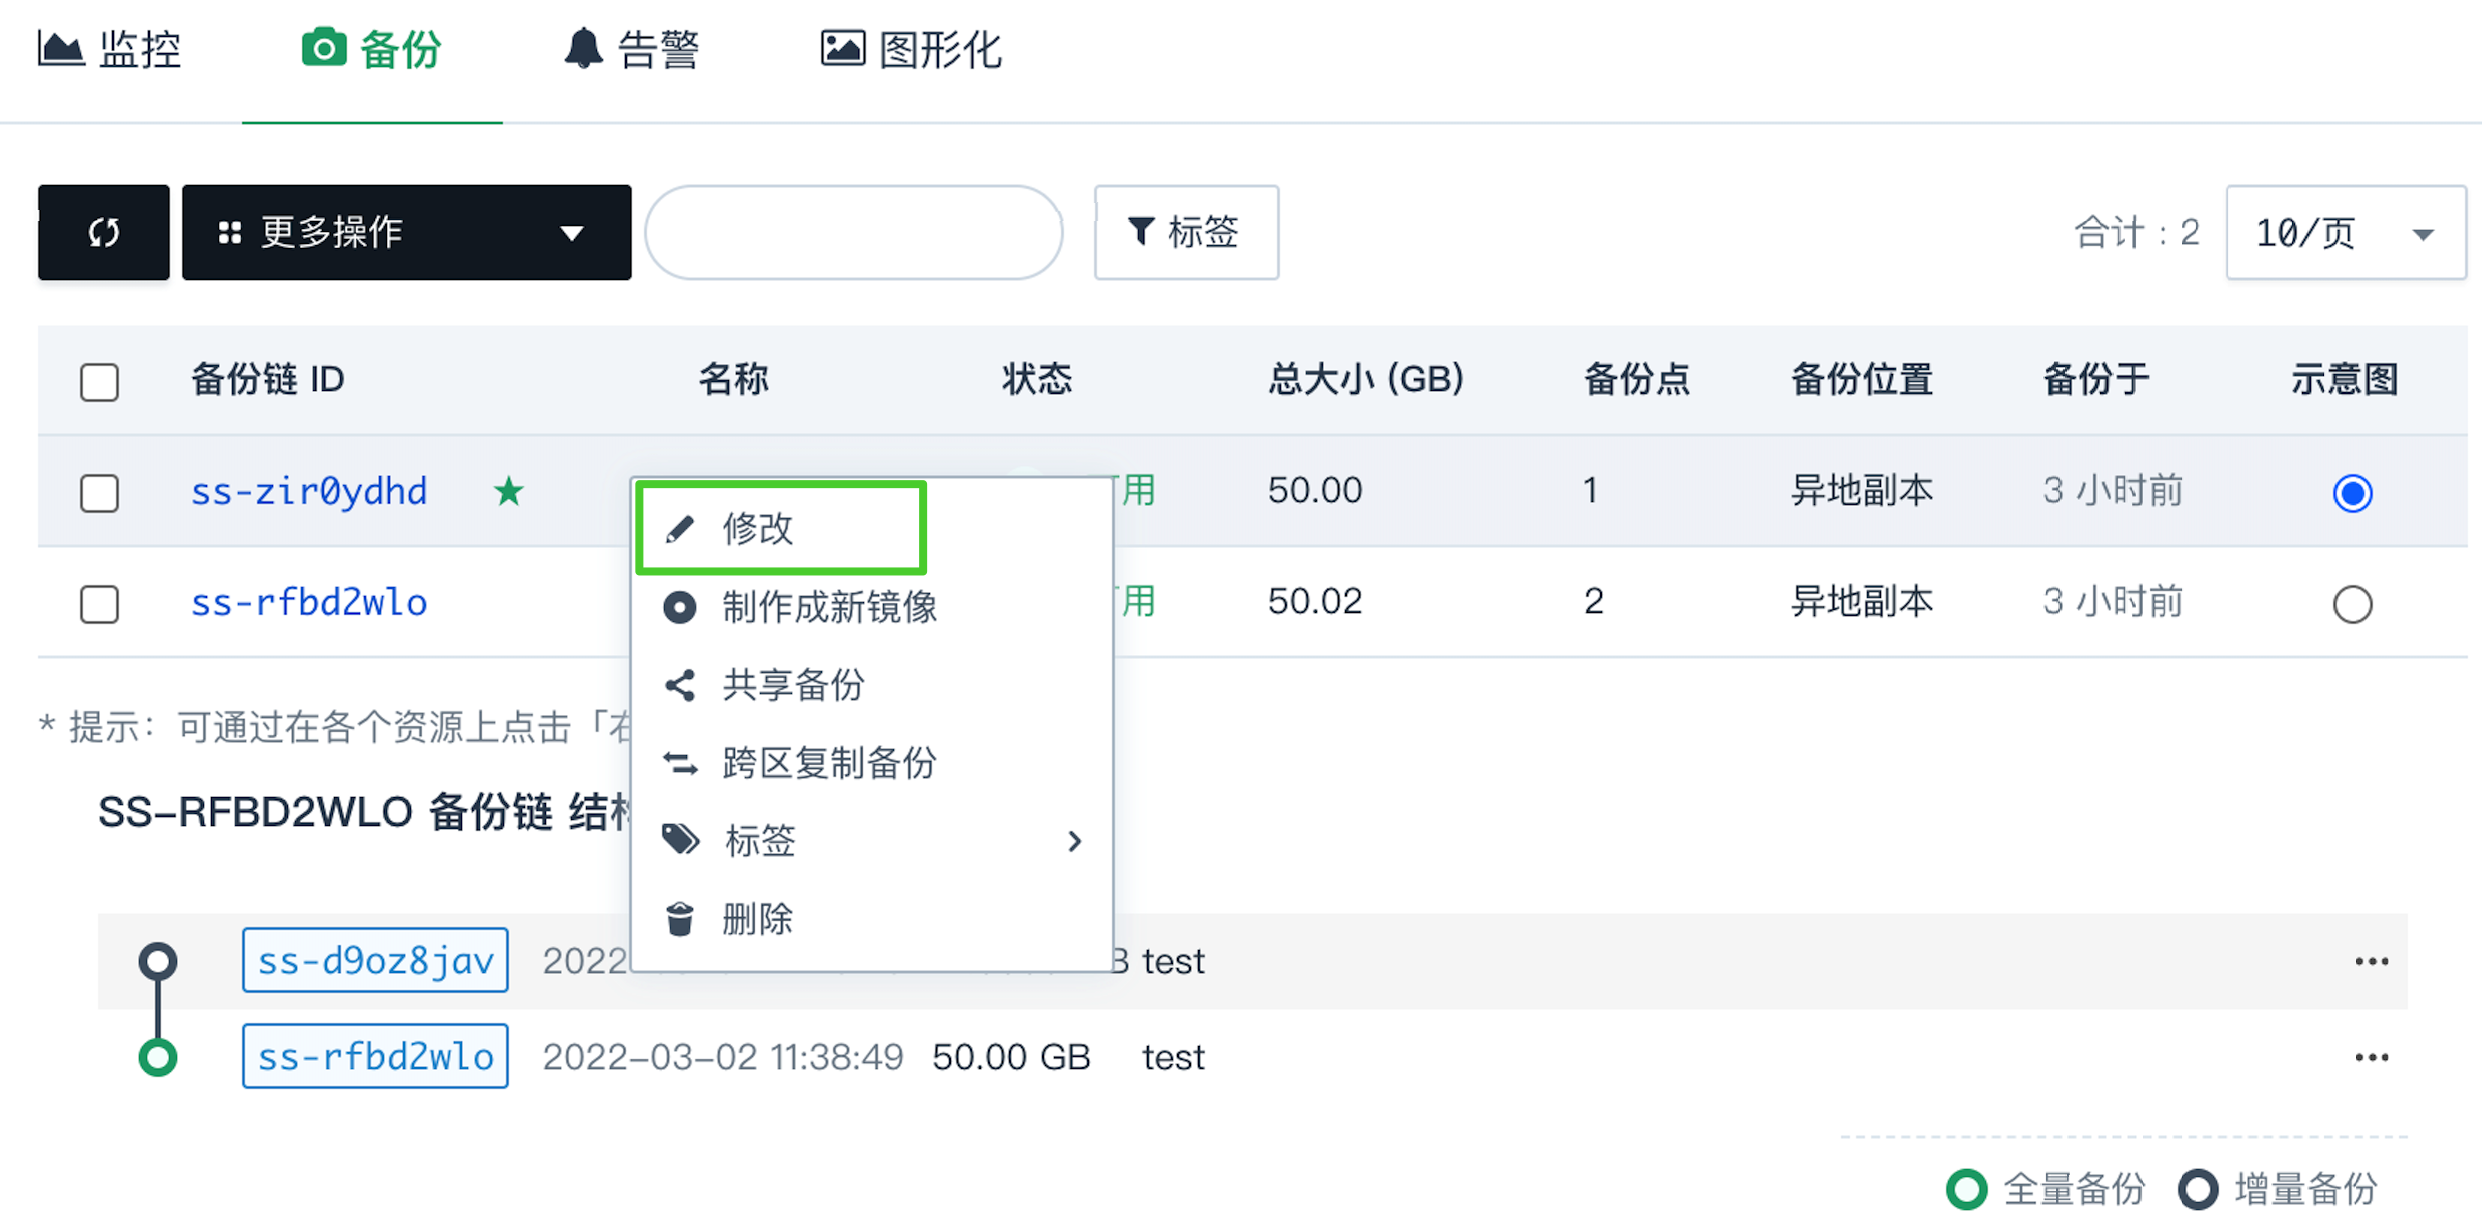 监控 备份 告警 图形化
更多操作 标签 合计：2 10/页
备份链 ID 名称 状态 总大小 (GB) 备份点 备份位置 备份于 示意图
ss-zir0ydhd 用 50.00 1 异地副本 3 小时前
修改
ss-rfbd2wlo 用 50.02 2 异地副本 3 小时前
制作成新镜像
共享备份
* 提示：可通过在各个资源上点击「右
跨区复制备份
SS-RFBD2WLO 备份链 结构
标签
删除
ss-d9oz8jav 2022 B test
ss-rfbd2wlo 2022-03-02 11:38:49 50.00 GB test
全量备份 增量备份